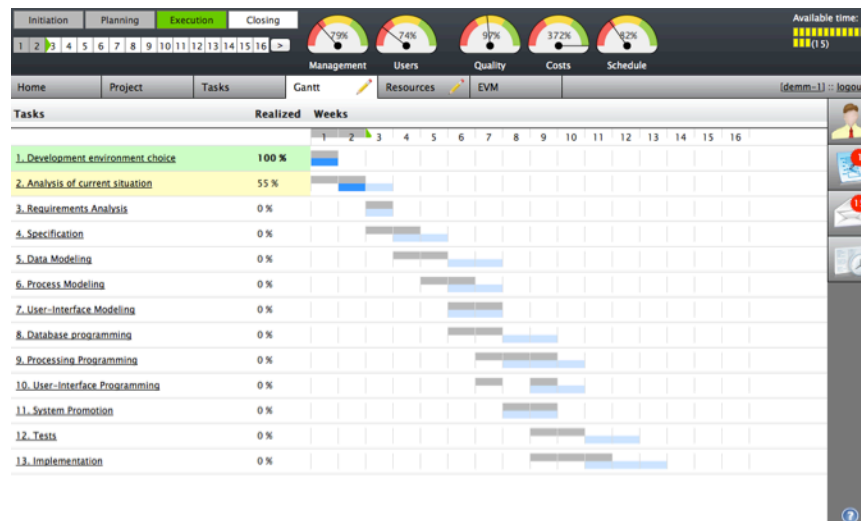 Initiation Planning Execution Closing
Available time:
1 2 3 4 5 6 7 8 9 10 11 12 13 14 15 16 >
(15)
79% 74% 97% 372% 82%
Management Users Quality Costs Schedule
Home Project Tasks Gantt Resources EVM [demm-1] :: logou
Tasks Realized Weeks
1 2 3 4 5 6 7 8 9 10 11 12 13 14 15 16
1. Development environment choice 100 %
2. Analysis of current situation 55 %
3. Requirements Analysis 0 %
4. Specification 0 %
5. Data Modeling 0 %
6. Process Modeling 0 %
7. User-Interface Modeling 0 %
8. Database programming 0 %
9. Processing Programming 0 %
10. User-Interface Programming 0 %
11. System Promotion 0 %
12. Tests 0 %
13. Implementation 0 %
?